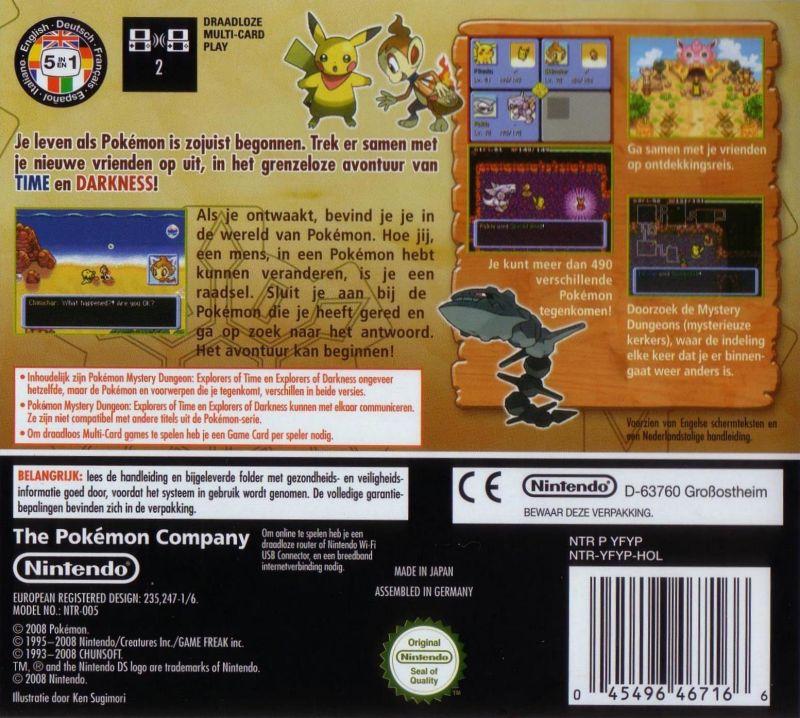 English • Deutsch • Français • Español • Italiano
5 IN EN 1
DRAADLOZE
MULTI-CARD
PLAY
2
Je leven als Pokémon is zojuist begonnen. Trek er samen met
je nieuwe vrienden op uit, in het grenzeloze avontuur van
TIME en DARKNESS!
Als je ontwaakt, bevind je je in
de wereld van Pokémon. Hoe jij,
een mens, in een Pokémon hebt
kunnen veranderen, is je een
raadsel. Sluit je aan bij de
Pokémon die je heeft gered en
ga op zoek naar het antwoord.
Het avontuur kan beginnen!
Chimchar: What happened? Are you OK?
Ga samen met je vrienden
op ontdekkingsreis.
Je kunt meer dan 490
verschillende
Pokémon
tegenkomen!
Doorzoek de Mystery
Dungeons (mysterieuze
kerkers), waar de indeling
elke keer dat je er binnen-
gaat weer anders is.
• Inhoudelijk zijn Pokémon Mystery Dungeon: Explorers of Time en Explorers of Darkness ongeveer
hetzelfde, maar de Pokémon en voorwerpen die je tegenkomt, verschillen in beide versies.
• Pokémon Mystery Dungeon: Explorers of Time en Explorers of Darkness kunnen met elkaar communiceren.
Ze zijn niet compatibel met andere titels uit de Pokémon-serie.
• Om draadloos Multi-Card games te spelen heb je een Game Card per speler nodig.
Voorzien van Engelse schermteksten en
een Nederlandstalige handleiding.
BELANGRIJK: lees de handleiding en bijgeleverde folder met gezondheids- en veiligheids-
informatie goed door, voordat het systeem in gebruik wordt genomen. De volledige garantie-
bepalingen bevinden zich in de verpakking.
CE Nintendo D-63760 Großostheim
BEWAAR DEZE VERPAKKING.
The Pokémon Company
Nintendo
Om online te spelen heb je een
draadloze router of Nintendo Wi-Fi
USB Connector, en een breedband
internetverbinding nodig.
MADE IN JAPAN
ASSEMBLED IN GERMANY
NTR P YFYP
NTR-YFYP-HOL
EUROPEAN REGISTERED DESIGN: 235,247-1/6.
MODEL NO.: NTR-005
© 2008 Pokémon.
© 1995–2008 Nintendo/Creatures Inc./GAME FREAK inc.
© 1993–2008 CHUNSOFT.
TM, ® and the Nintendo DS logo are trademarks of Nintendo.
© 2008 Nintendo.
Illustratie door Ken Sugimori
Original
Nintendo
Seal of
Quality
TM
0 45496 46716 6